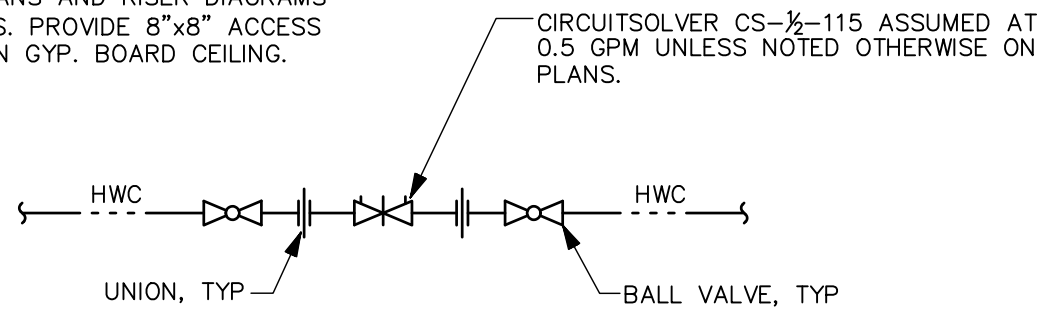 ANS AND RISER DIAGRAMS
S. PROVIDE 8"x8" ACCESS
N GYP. BOARD CEILING.
CIRCUITSOLVER CS-½-115 ASSUMED AT
0.5 GPM UNLESS NOTED OTHERWISE ON
PLANS.
HWC
HWC
UNION, TYP
BALL VALVE, TYP